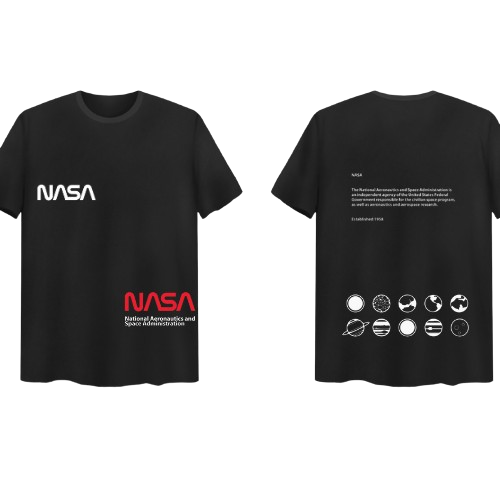 NASA
NASA
National Aeronautics and
Space Administration
NASA
The National Aeronautics and Space Administration is
an independent agency of the United States Federal
Government responsible for the civilian space program,
as well as aeronautics and aerospace research.
Established 1958